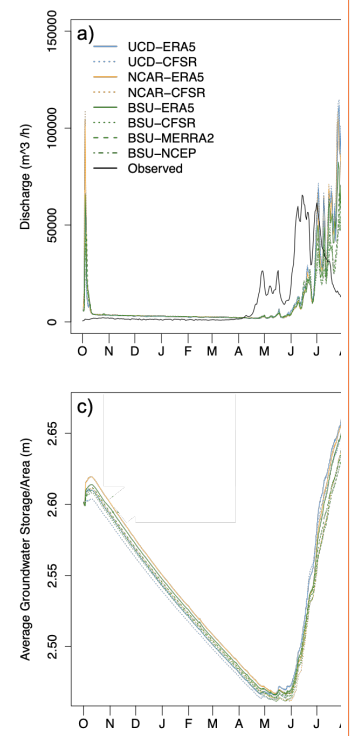 a)
UCD−ERA5
UCD−CFSR
NCAR−ERA5
NCAR−CFSR
BSU−ERA5
BSU−CFSR
BSU−MERRA2
BSU−NCEP
Observed
Discharge (m^3 /h)
150000
100000
50000
0
O N D J F M A M J J A
c)
Average Groundwater Storage/Area (m)
2.65
2.60
2.55
2.50
O N D J F M A M J J